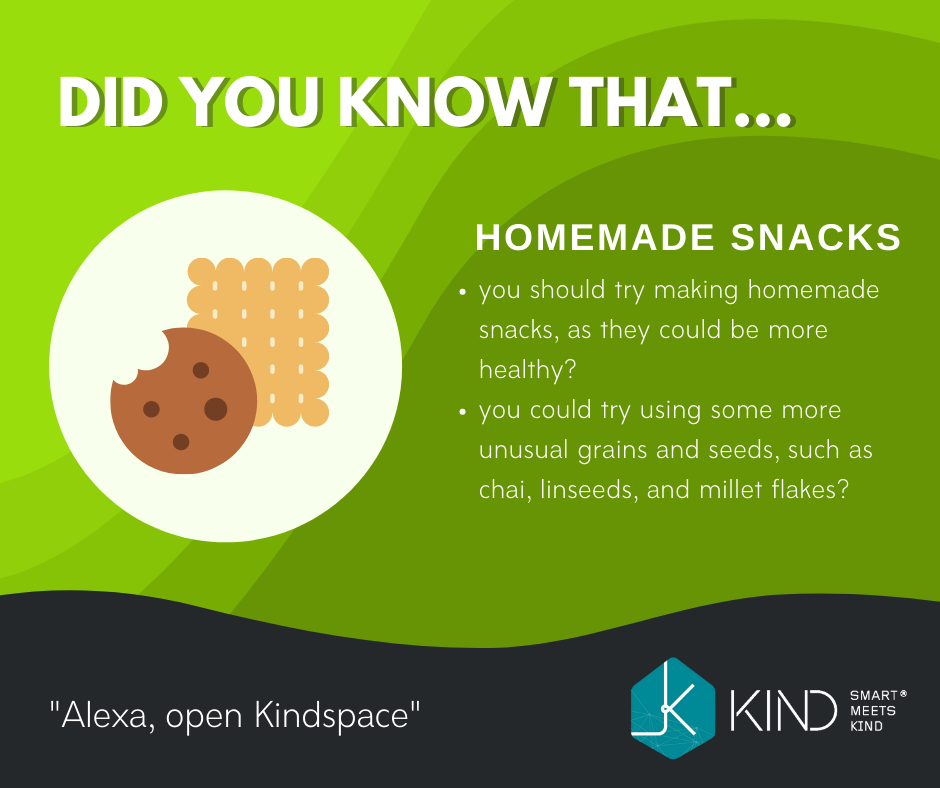 DID YOU KNOW THAT...
HOMEMADE SNACKS
• you should try making homemade
snacks, as they could be more
healthy?
• you could try using some more
unusual grains and seeds, such as
chai, linseeds, and millet flakes?
"Alexa, open Kindspace"
KIND
SMART®
MEETS
KIND